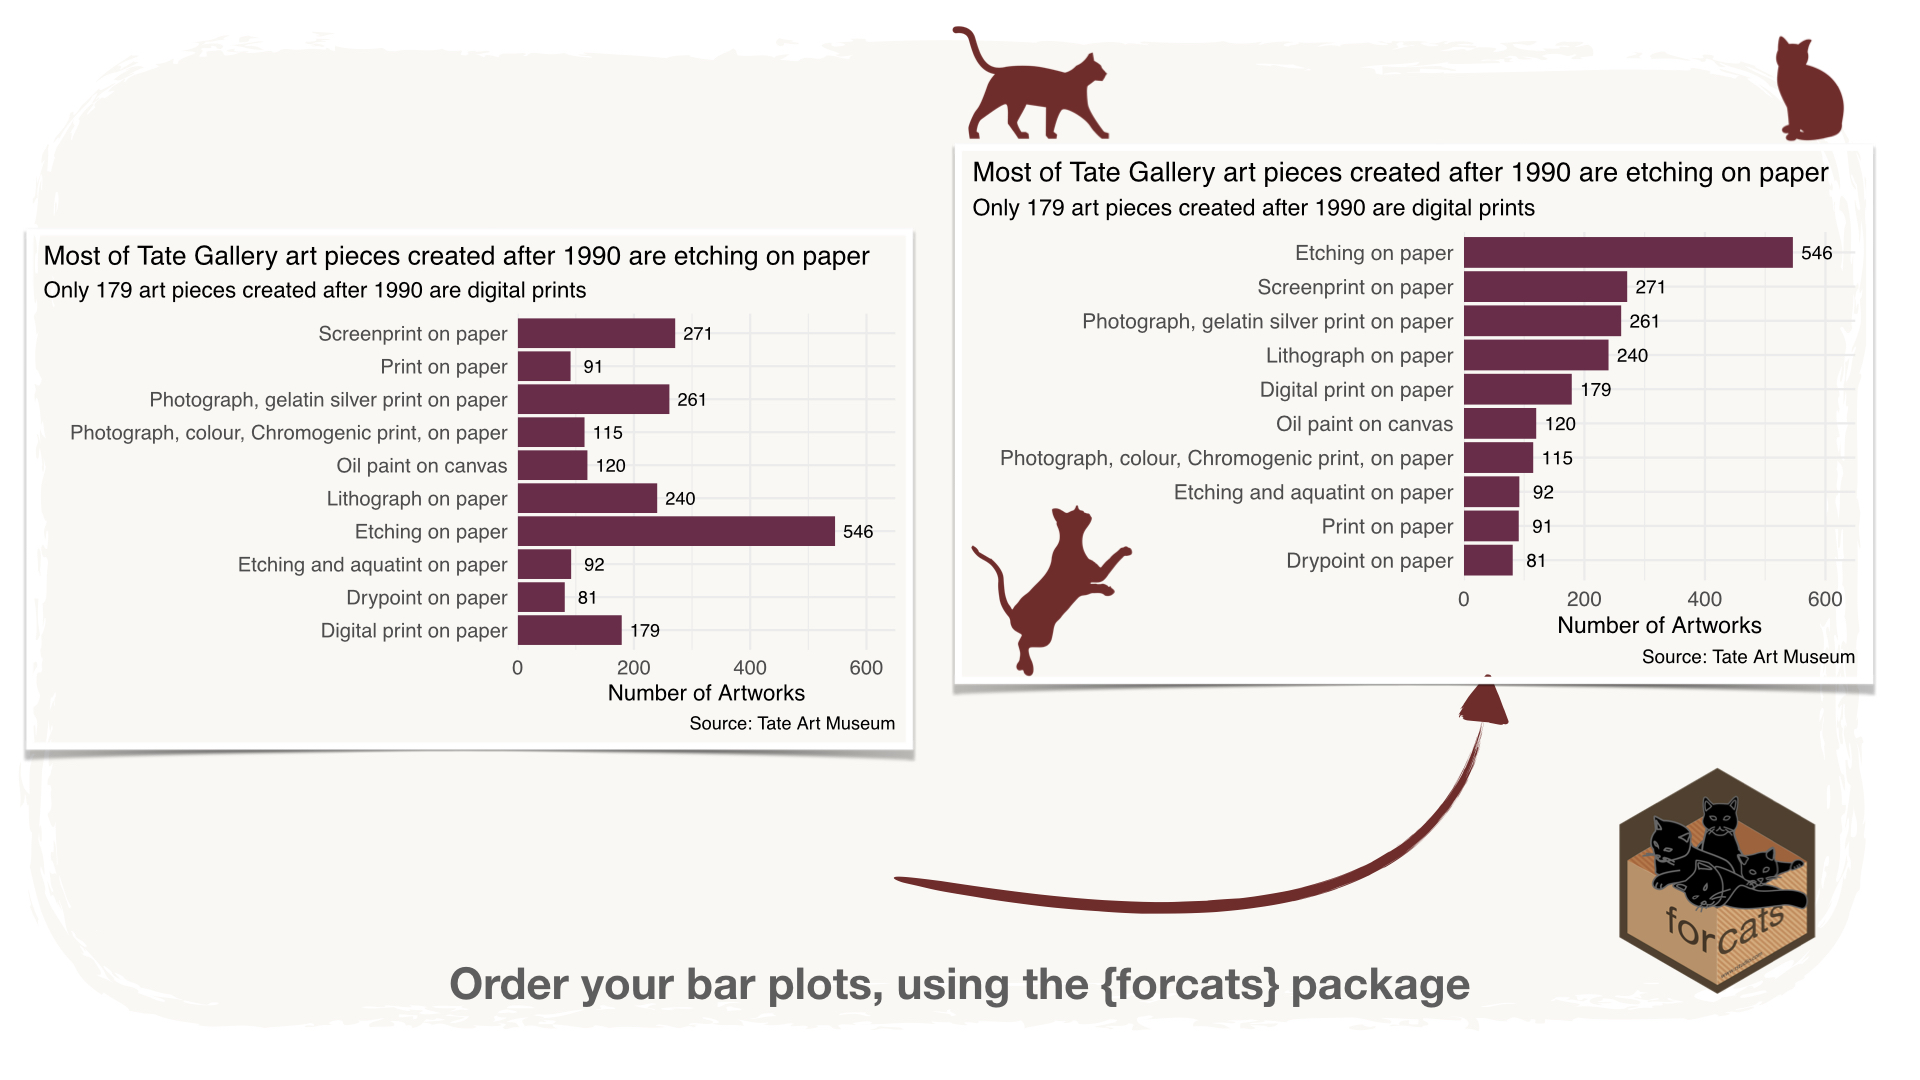 Most of Tate Gallery art pieces created after 1990 are etching on paper
Only 179 art pieces created after 1990 are digital prints
Screenprint on paper 271
Print on paper 91
Photograph, gelatin silver print on paper 261
Photograph, colour, Chromogenic print, on paper 115
Oil paint on canvas 120
Lithograph on paper 240
Etching on paper 546
Etching and aquatint on paper 92
Drypoint on paper 81
Digital print on paper 179
0 200 400 600
Number of Artworks
Source: Tate Art Museum
Most of Tate Gallery art pieces created after 1990 are etching on paper
Only 179 art pieces created after 1990 are digital prints
Etching on paper 546
Screenprint on paper 271
Photograph, gelatin silver print on paper 261
Lithograph on paper 240
Digital print on paper 179
Oil paint on canvas 120
Photograph, colour, Chromogenic print, on paper 115
Etching and aquatint on paper 92
Print on paper 91
Drypoint on paper 81
0 200 400 600
Number of Artworks
Source: Tate Art Museum
forcats
Order your bar plots, using the {forcats} package